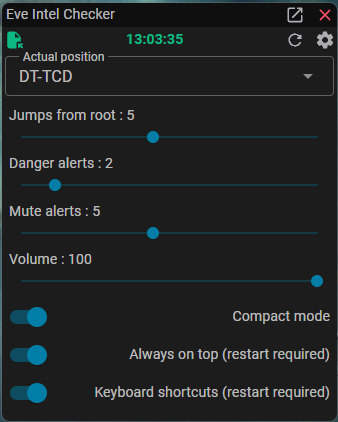 Eve Intel Checker
13:03:35
Actual position
DT-TCD
Jumps from root : 5
Danger alerts : 2
Mute alerts : 5
Volume : 100
Compact mode
Always on top (restart required)
Keyboard shortcuts (restart required)